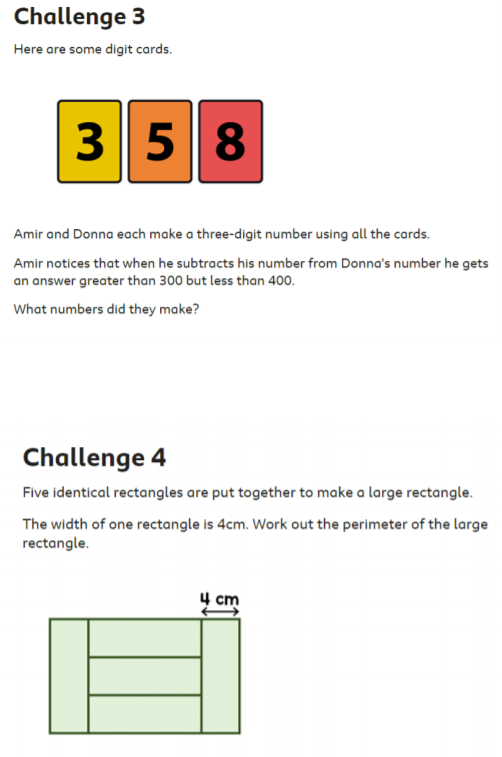 Challenge 3
Here are some digit cards.
3 5 8
Amir and Donna each make a three-digit number using all the cards.
Amir notices that when he subtracts his number from Donna's number he gets
an answer greater than 300 but less than 400.
What numbers did they make?
Challenge 4
Five identical rectangles are put together to make a large rectangle.
The width of one rectangle is 4cm. Work out the perimeter of the large
rectangle.
4 cm